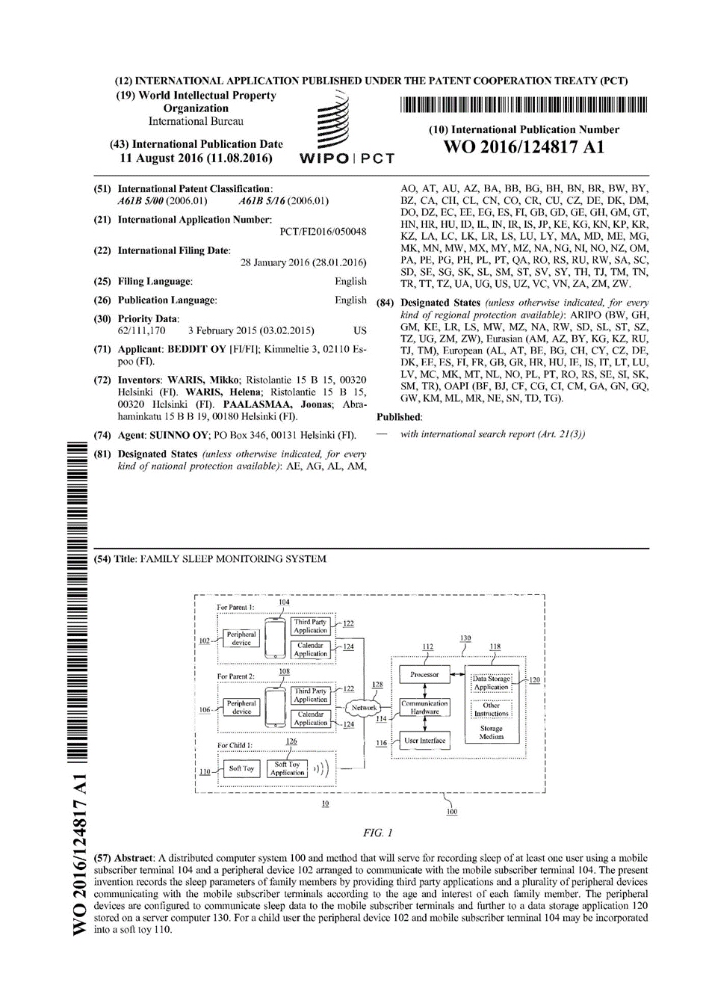 (12) INTERNATIONAL APPLICATION PUBLISHED UNDER THE PATENT COOPERATION TREATY (PCT)
(19) World Intellectual Property
Organization
International Bureau
(43) International Publication Date
11 August 2016 (11.08.2016)
WIPO | PCT
(10) International Publication Number
WO 2016/124817 A1
(51) International Patent Classification:
A61B 5/00 (2006.01) A61B 5/16 (2006.01)
(21) International Application Number:
PCT/FI2016/050048
(22) International Filing Date:
28 January 2016 (28.01.2016)
(25) Filing Language: English
(26) Publication Language: English
(30) Priority Data:
62/111,170 3 February 2015 (03.02.2015) US
(71) Applicant: BEDDIT OY [FI/FI]; Kimmeltie 3, 02110 Es-
poo (FI).
(72) Inventors: WARIS, Mikko; Ristolantie 15 B 15, 00320
Helsinki (FI). WARIS, Helena; Ristolantie 15 B 15,
00320 Helsinki (FI). PAALASMAA, Joonas; Abra-
haminkatu 15 B B 19, 00180 Helsinki (FI).
(74) Agent: SUINNO OY; PO Box 346, 00131 Helsinki (FI).
(81) Designated States (unless otherwise indicated, for every
kind of national protection available): AE, AG, AL, AM,
AO, AT, AU, AZ, BA, BB, BG, BH, BN, BR, BW, BY,
BZ, CA, CH, CL, CN, CO, CR, CU, CZ, DE, DK, DM,
DO, DZ, EC, EE, EG, ES, FI, GB, GD, GE, GH, GM, GT,
HN, HR, HU, ID, IL, IN, IR, IS, JP, KE, KG, KN, KP, KR,
KZ, LA, LC, LK, LR, LS, LU, LY, MA, MD, ME, MG,
MK, MN, MW, MX, MY, MZ, NA, NG, NI, NO, NZ, OM,
PA, PE, PG, PH, PL, PT, QA, RO, RS, RU, RW, SA, SC,
SD, SE, SG, SK, SL, SM, ST, SV, SY, TH, TJ, TM, TN,
TR, TT, TZ, UA, UG, US, UZ, VC, VN, ZA, ZM, ZW.
(84) Designated States (unless otherwise indicated, for every
kind of regional protection available): ARIPO (BW, GH,
GM, KE, LR, LS, MW, MZ, NA, RW, SD, SL, ST, SZ,
TZ, UG, ZM, ZW), Eurasian (AM, AZ, BY, KG, KZ, RU,
TJ, TM), European (AL, AT, BE, BG, CH, CY, CZ, DE,
DK, EE, ES, FI, FR, GB, GR, HR, HU, IE, IS, IT, LT, LU,
LV, MC, MK, MT, NL, NO, PL, PT, RO, RS, SE, SI, SK,
SM, TR), OAPI (BF, BJ, CF, CG, CI, CM, GA, GN, GQ,
GW, KM, ML, MR, NE, SN, TD, TG).
Published:
— with international search report (Art. 21(3))
WO 2016/124817 A1
(54) Title: FAMILY SLEEP MONITORING SYSTEM
For Parent 1:
104
Peripheral
device
102
Third Party
Application
122
Calendar
Application
124
For Parent 2:
108
Peripheral
device
106
Third Party
Application
122
Calendar
Application
124
For Child 1:
126
110
Soft Toy
Soft Toy
Application
128
Network
130
112
Processor
114
Communication
Hardware
116
User Interface
118
Data Storage
Application
120
Other
Instructions
Storage
Medium
10
100
FIG. 1
(57) Abstract: A distributed computer system 100 and method that will serve for recording sleep of at least one user using a mobile
subscriber terminal 104 and a peripheral device 102 arranged to communicate with the mobile subscriber terminal 104. The present
invention records the sleep parameters of family members by providing third party applications and a plurality of peripheral devices
communicating with the mobile subscriber terminals according to the age and interest of each family member. The peripheral
devices are configured to communicate sleep data to the mobile subscriber terminals and further to a data storage application 120
stored on a server computer 130. For a child user the peripheral device 102 and mobile subscriber terminal 104 may be incorporated
into a soft toy 110.